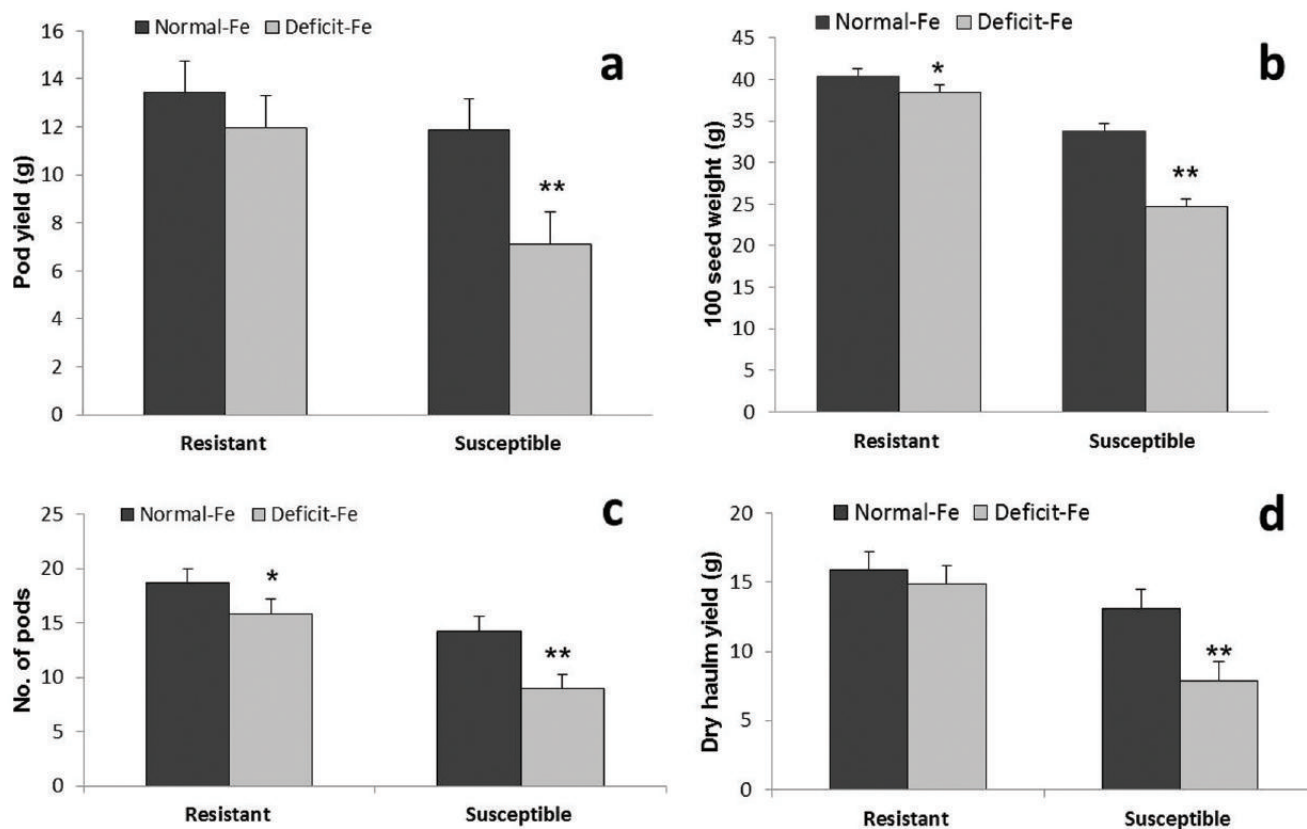 ■ Normal-Fe ■ Deficit-Fe
a
Pod yield (g)
16
14
12
10
8
6
4
2
0
**
Resistant Susceptible
Normal-Fe Deficit-Fe
b
100 seed weight (g)
45
40
35
30
25
20
15
10
5
0
*
**
Resistant Susceptible
Normal-Fe Deficit-Fe
c
No. of pods
25
20
15
10
5
0
*
**
Resistant Susceptible
Normal-Fe Deficit-Fe
d
Dry haulm yield (g)
20
15
10
5
0
**
Resistant Susceptible